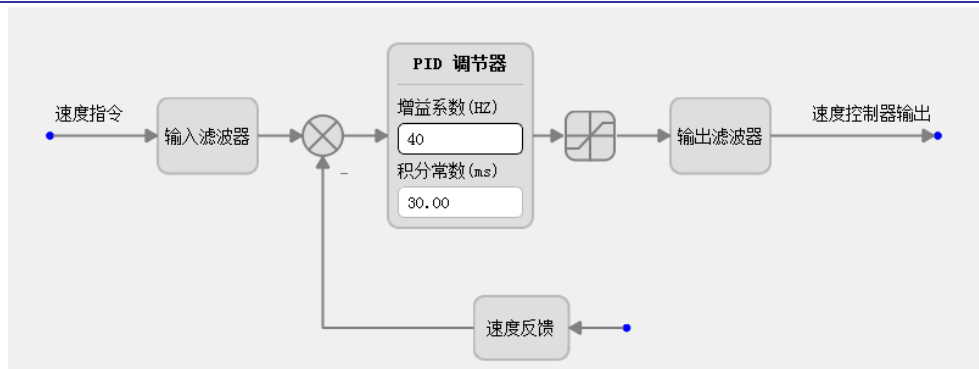 PID 调节器
速度指令
增益系数(HZ)
速度控制器输出
输入滤波器
40
输出滤波器
积分常数(ms)
-
30.00
速度反馈